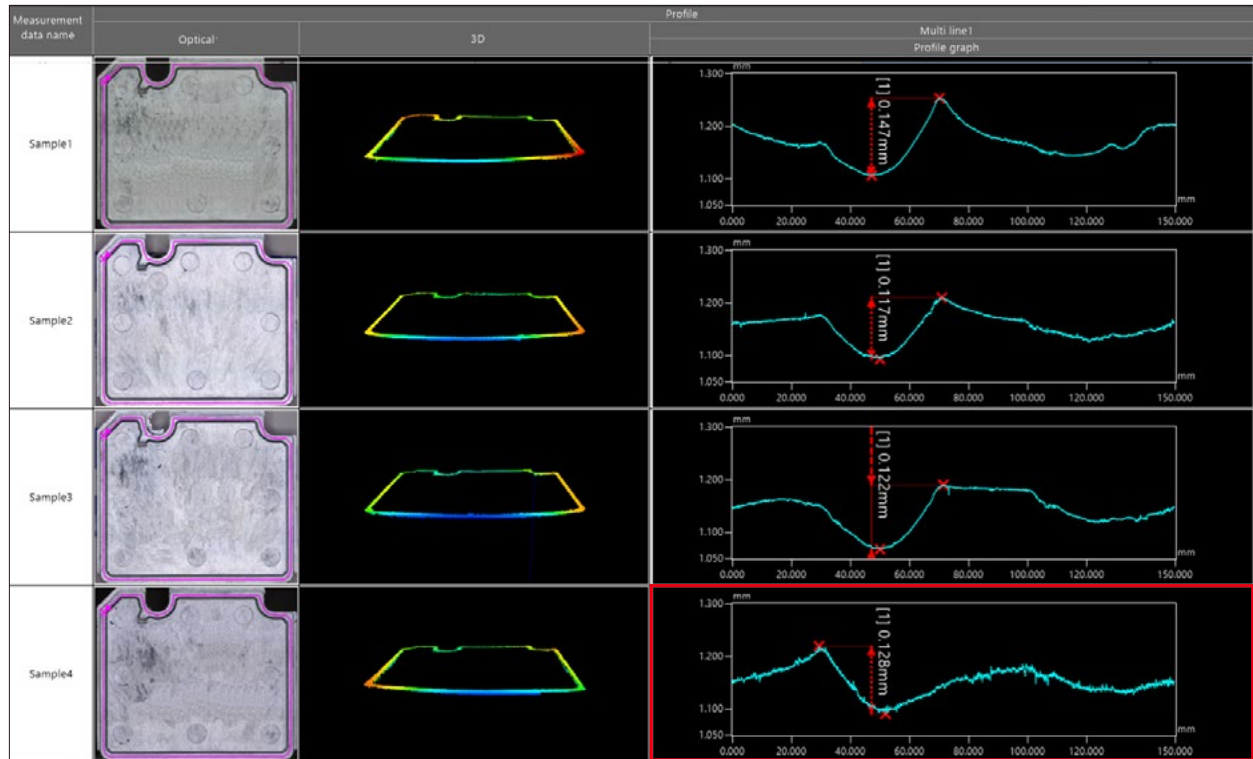 Measurement
data name
Profile
Optical
3D
Multi line1
Profile graph
Sample1
mm
1.300
1.200
1.100
1.050
[1] 0.147mm
mm
0.000 20.000 40.000 60.000 80.000 100.000 120.000 150.000
Sample2
mm
1.300
1.200
1.100
1.050
[1] 0.117mm
mm
0.000 20.000 40.000 60.000 80.000 100.000 120.000 150.000
Sample3
1.300
1.200
1.100
1.050
[1] 0.122mm
mm
0.000 20.000 40.000 60.000 80.000 100.000 120.000 150.000
Sample4
mm
1.300
1.200
1.100
1.050
[1] 0.128mm
mm
0.000 20.000 40.000 60.000 80.000 100.000 120.000 150.000